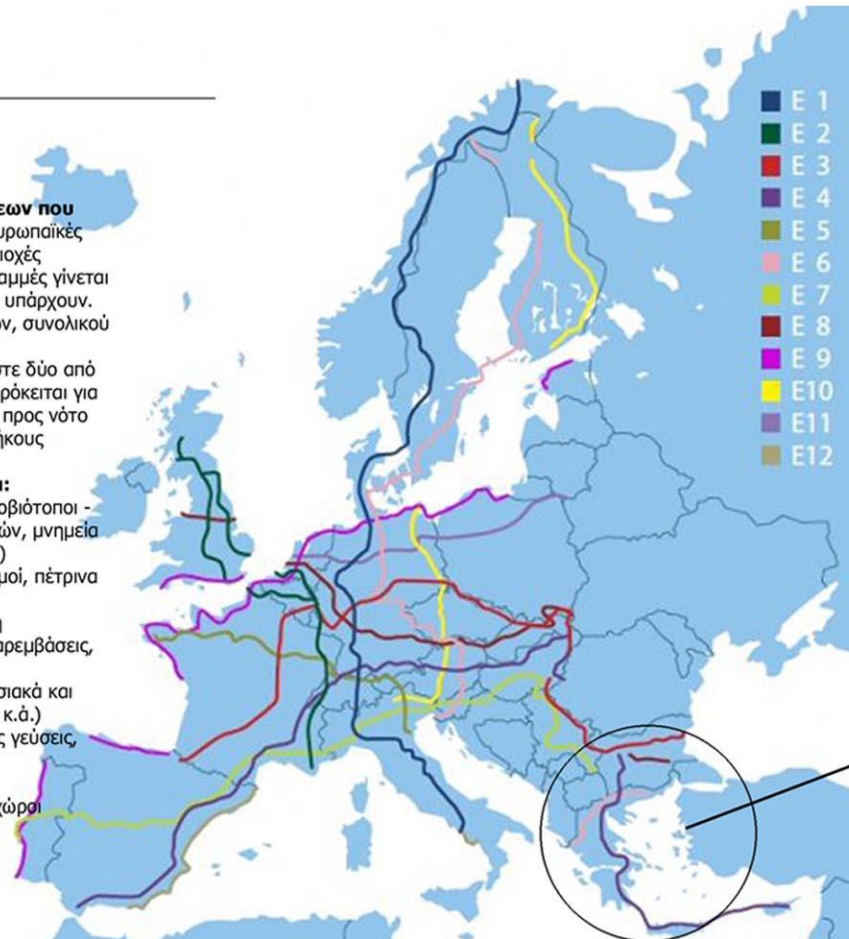 εων που
υρωπαϊκές
ιοχές
αμμές γίνεται
υπάρχουν.
ν, συνολικού
τε δύο από
ρόκειται για
προς νότο
ήκους
ι:
οβιότοποι -
ών, μνημεία
)
μοί, πέτρινα
η
αρεμβάσεις,
σιακά και
κ.ά.)
ς γεύσεις,
χώροι
E 1
E 2
E 3
E 4
E 5
E 6
E 7
E 8
E 9
E10
E11
E12